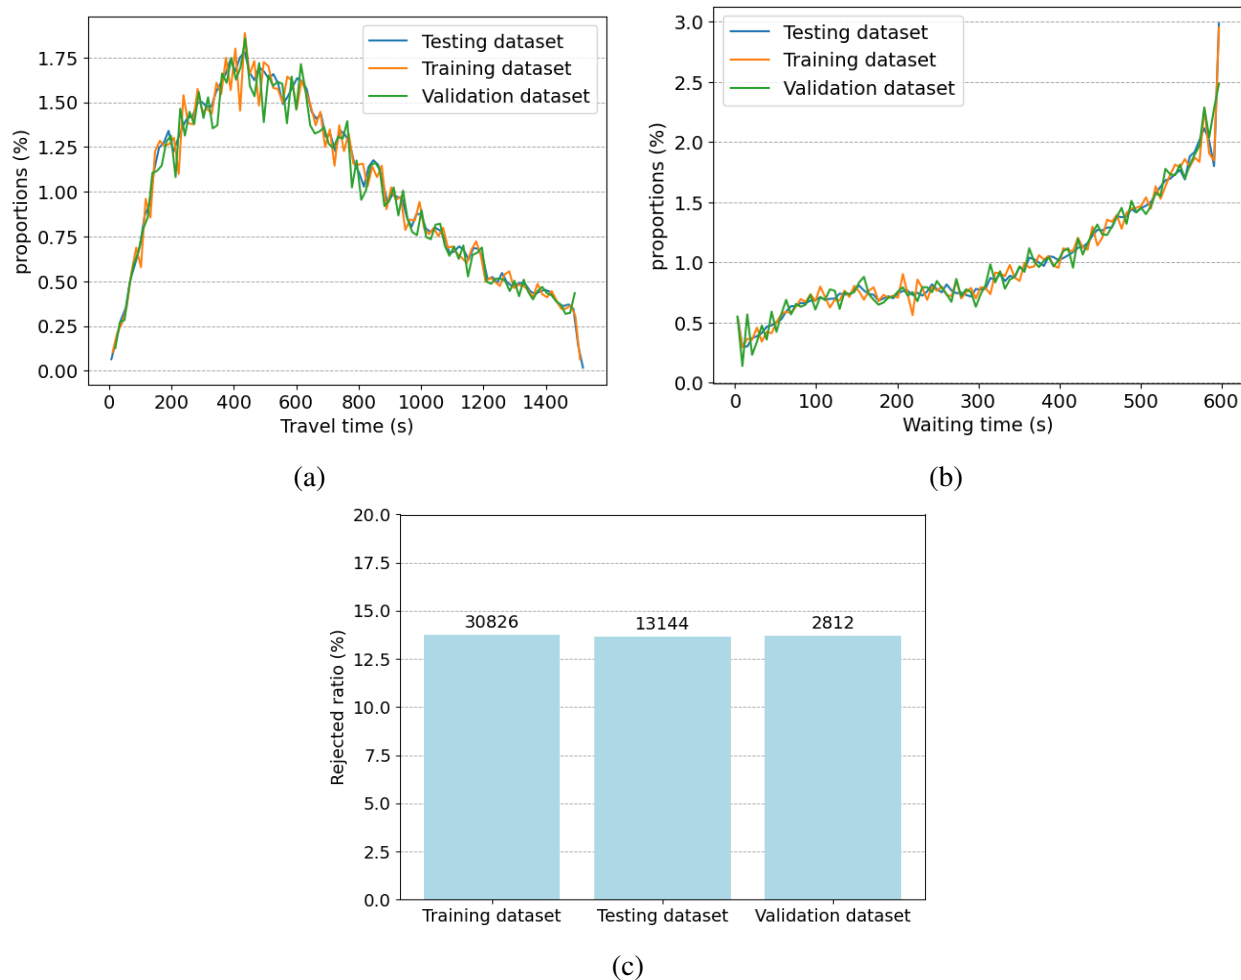 Testing dataset
Training dataset
Validation dataset
1.75
1.50
1.25
1.00
0.75
0.50
0.25
0.00
proportions (%)
0 200 400 600 800 1000 1200 1400
Travel time (s)
(a)
Testing dataset
Training dataset
Validation dataset
3.0
2.5
2.0
1.5
1.0
0.5
0.0
proportions (%)
0 100 200 300 400 500 600
Waiting time (s)
(b)
20.0
17.5
15.0
12.5
10.0
7.5
5.0
2.5
0.0
Rejected ratio (%)
30826 13144 2812
Training dataset Testing dataset Validation dataset
(c)